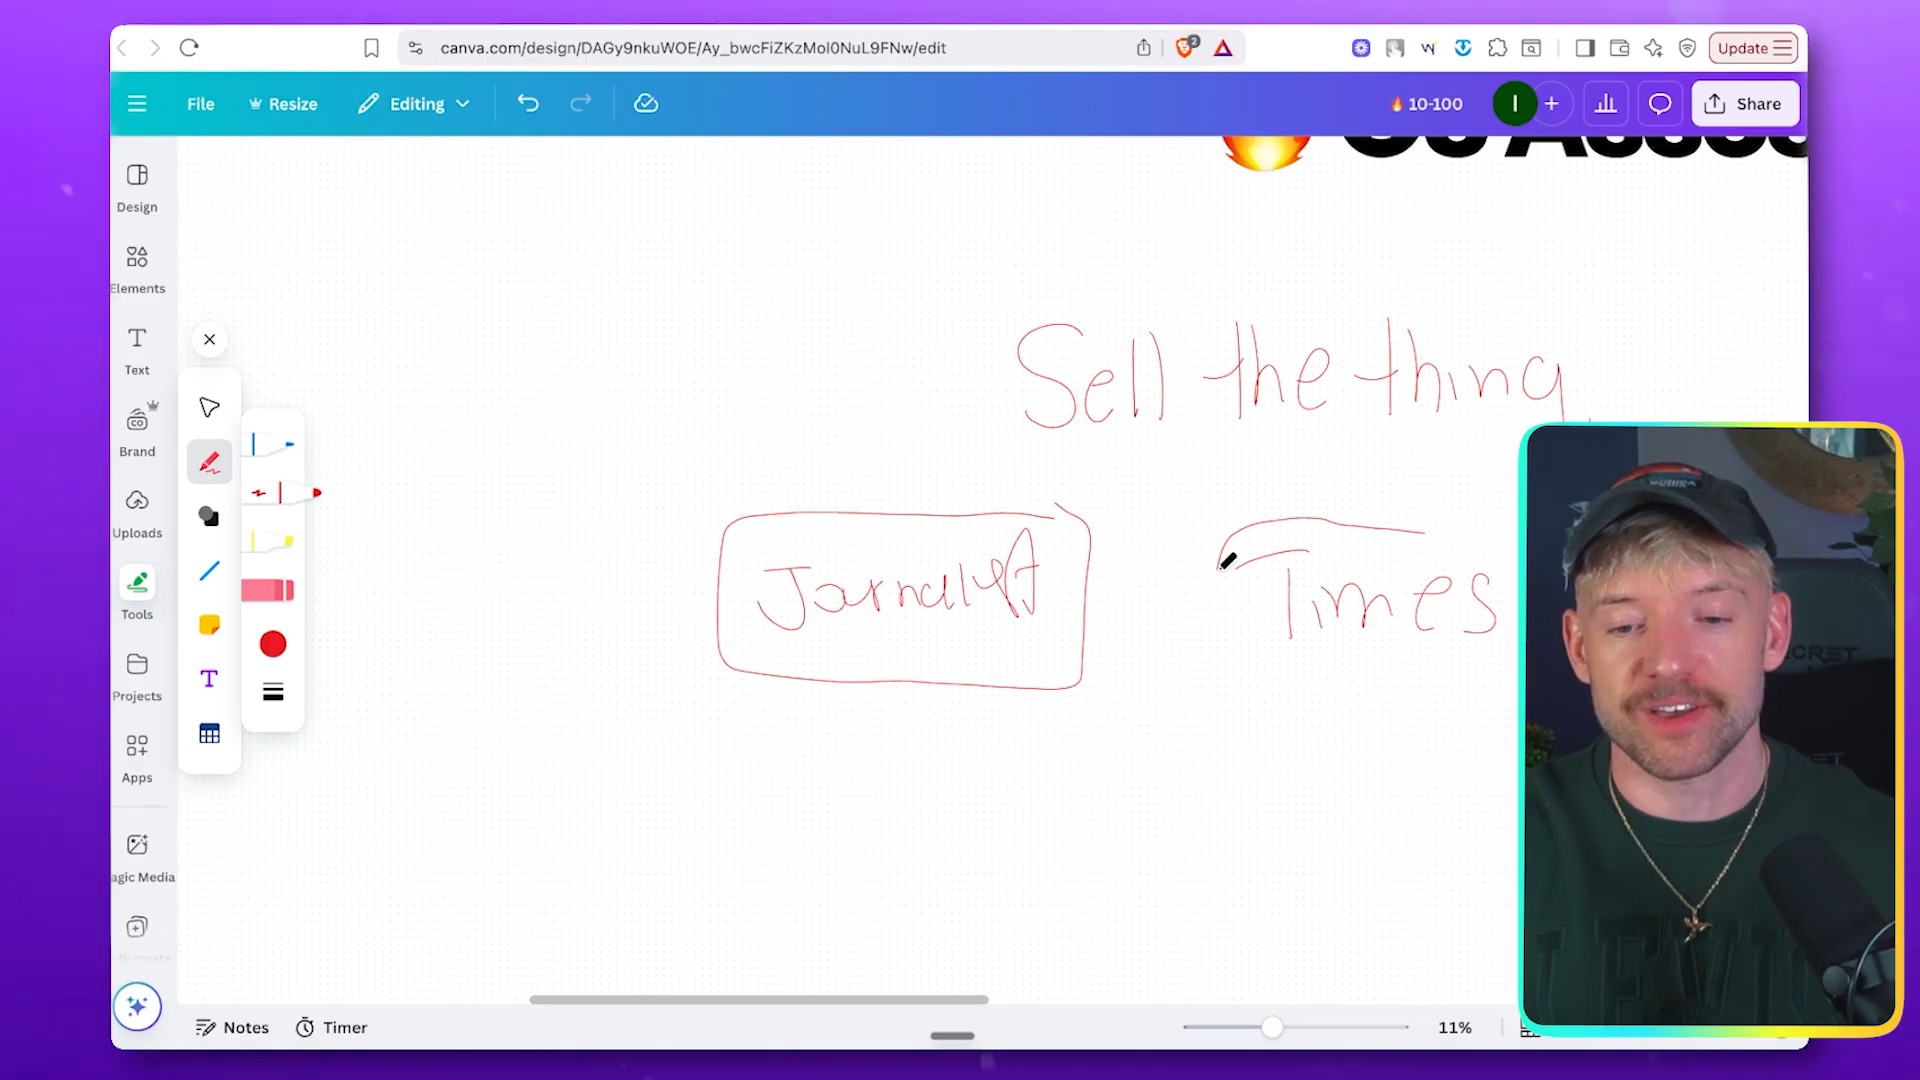 canva.com/design/DAGy9nkuWOE/Ay_bwcFiZKzMol0NuL9FNw/edit
2
Update
File
Resize
Editing
10-100
I
Share
Design
Elements
Text
Brand
Uploads
Tools
Projects
Apps
agic Media
Sell the thing
Times
T
Notes
Timer
11%